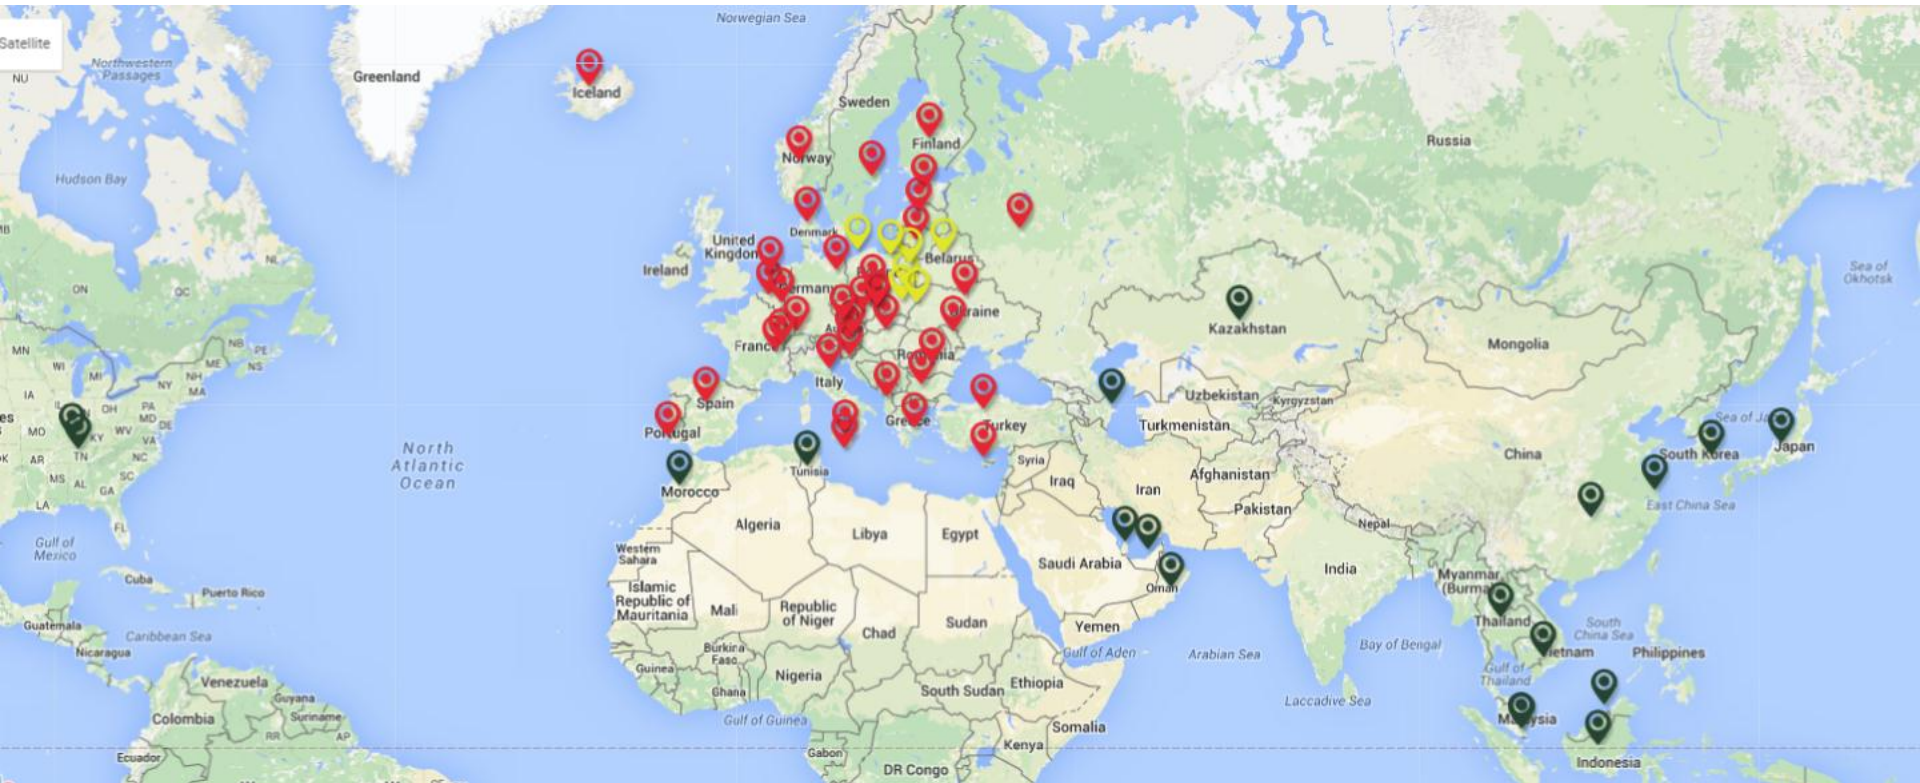 Norwegian Sea
Satellite
Northwestern
Passages
NU
Greenland
Iceland
Sweden
Finland
Norway
Russia
Hudson Bay
Denmark
United
Kingdom
Ireland
Belarus
Germany
NL
ON
QC
Sea of
Okhotsk
Ukraine
Kazakhstan
Mongolia
France
Romania
NB
PE
MN
WI
MI
ME
NS
NH
NY
MA
IA
Italy
Spain
Uzbekistan
Kyrgyzstan
OH
PA
MD
DE
MO
KY
WV
VA
Portugal
Greece
Turkey
Turkmenistan
Sea of Ja
Japan
South Korea
China
North
Atlantic
Ocean
AR
TN
NC
Tunisia
Syria
Iraq
Iran
Afghanistan
MS
AL
GA
SC
Morocco
Pakistan
LA
East China Sea
FL
Algeria
Libya
Egypt
Nepal
Gulf of
Mexico
Western
Sahara
Saudi Arabia
India
Cuba
Puerto Rico
Islamic
Republic of
Mauritania
Mali
Republic
of Niger
Oman
Myanmar
(Burma
Guatemala
Caribbean Sea
Chad
Sudan
Yemen
Thailand
South
China Sea
Nicaragua
Burkina
Faso
Gulf of Aden
Arabian Sea
Bay of Bengal
Vietnam
Philippines
Guinea
Nigeria
Gulf of
Thailand
Venezuela
Ghana
South Sudan
Ethiopia
Laccadive Sea
Guyana
Colombia
Suriname
Gulf of Guinea
Somalia
Malaysia
RR
AP
Ecuador
Gabon
Kenya
DR Congo
Indonesia